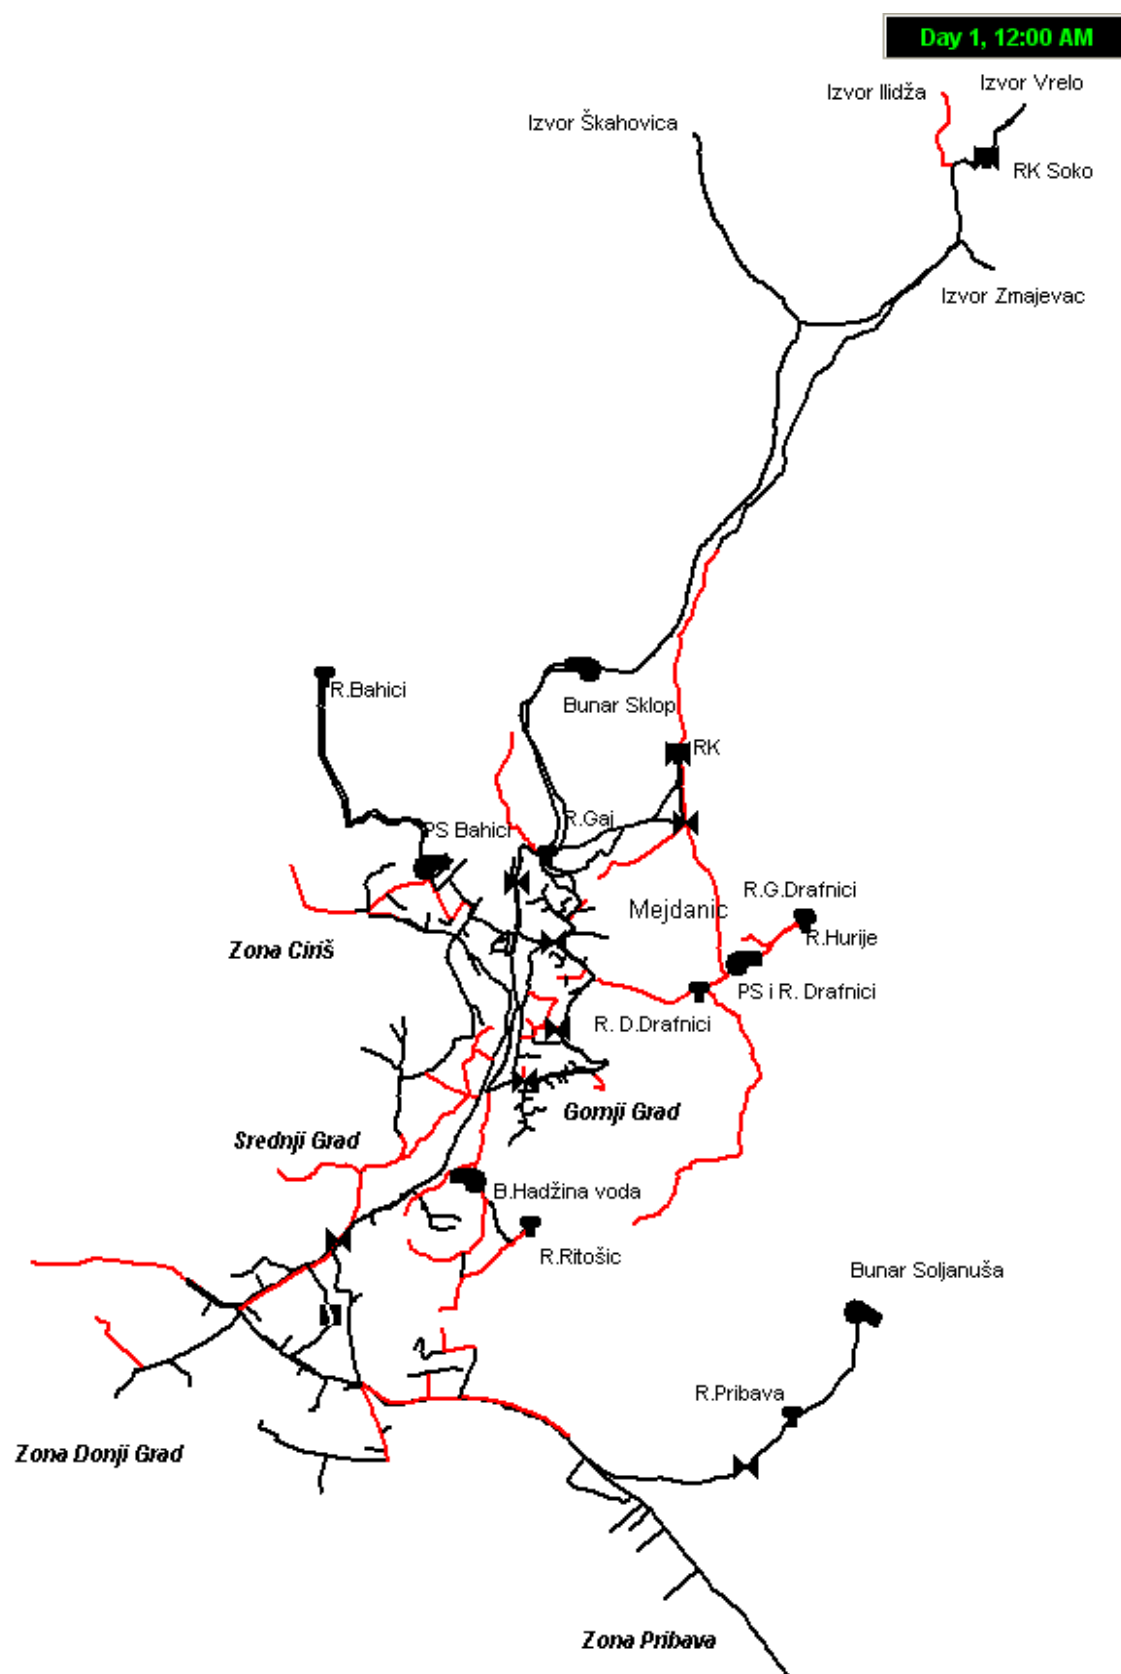 Day 1, 12:00 AM
Izvor Vrelo
Izvor Ilidža
Izvor Škahovica
RK Soko
Izvor Zmajevac
R.Bahici
Bunar Sklop
RK
R.Gaj
PS Bahici
R.G.Drafnici
Mejdanic
R.Hurije
Zona Ciriš
PS i R. Drafnici
R. D.Drafnici
Gornji Grad
Srednji Grad
B.Hadžina voda
R.Ritošic
Bunar Soljanuša
R.Pribava
Zona Donji Grad
Zona Pribava